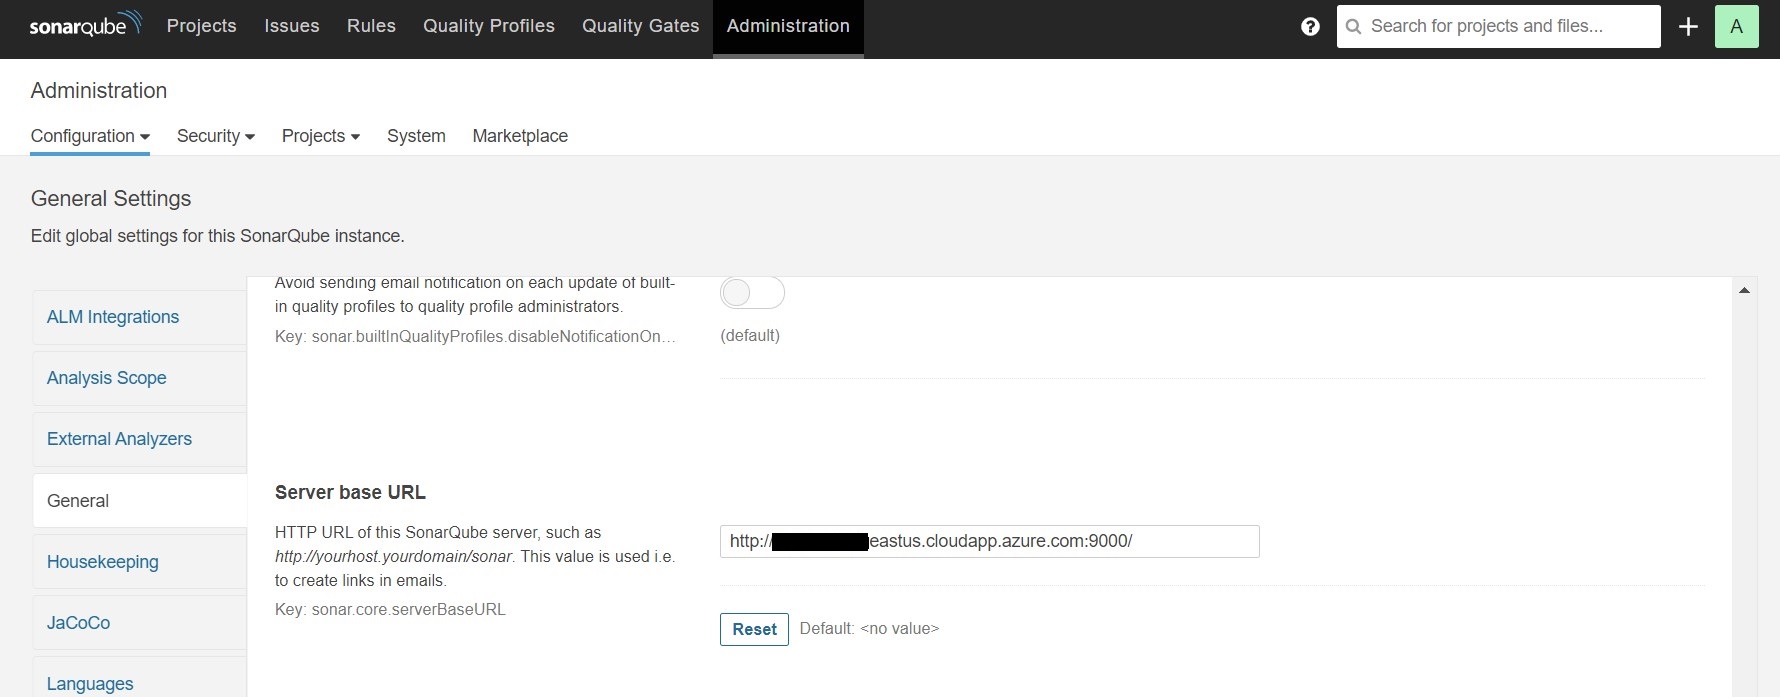 sonarqube Projects Issues Rules Quality Profiles Quality Gates Administration ? Search for projects and files... + A
Administration
Configuration Security Projects System Marketplace
General Settings
Edit global settings for this SonarQube instance.
ALM Integrations
Analysis Scope
External Analyzers
General
Housekeeping
JaCoCo
Languages
Avoid sending email notification on each update of built-
in quality profiles to quality profile administrators.
Key: sonar.builtInQualityProfiles.disableNotificationOn...
(default)
Server base URL
HTTP URL of this SonarQube server, such as
http://yourhost.yourdomain/sonar. This value is used i.e.
to create links in emails.
Key: sonar.core.serverBaseURL
http:// eastus.cloudapp.azure.com:9000/
Reset Default: <no value>